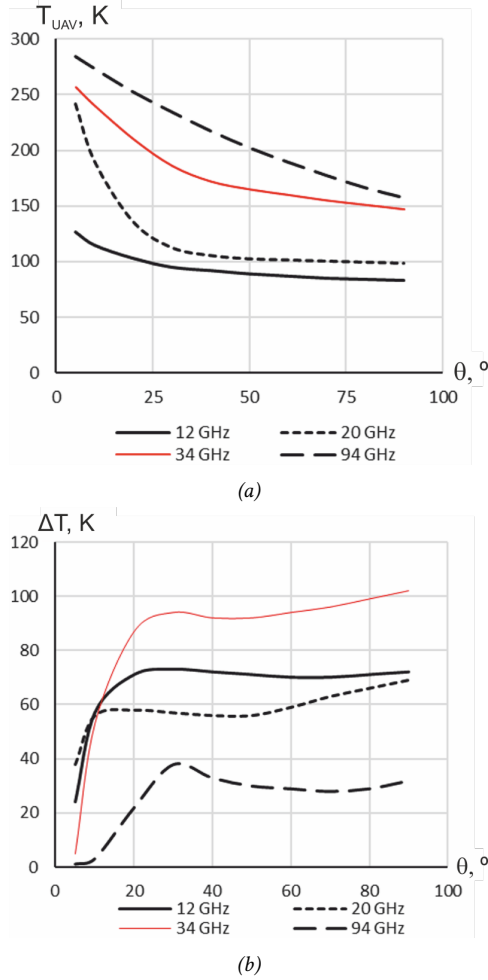 T_UAV, K
300
250
200
150
100
50
0
0 25 50 75 100
θ, º
12 GHz 20 GHz
34 GHz 94 GHz
(a)
ΔT, K
120
100
80
60
40
20
0
0 20 40 60 80 100
θ, º
12 GHz 20 GHz
34 GHz 94 GHz
(b)